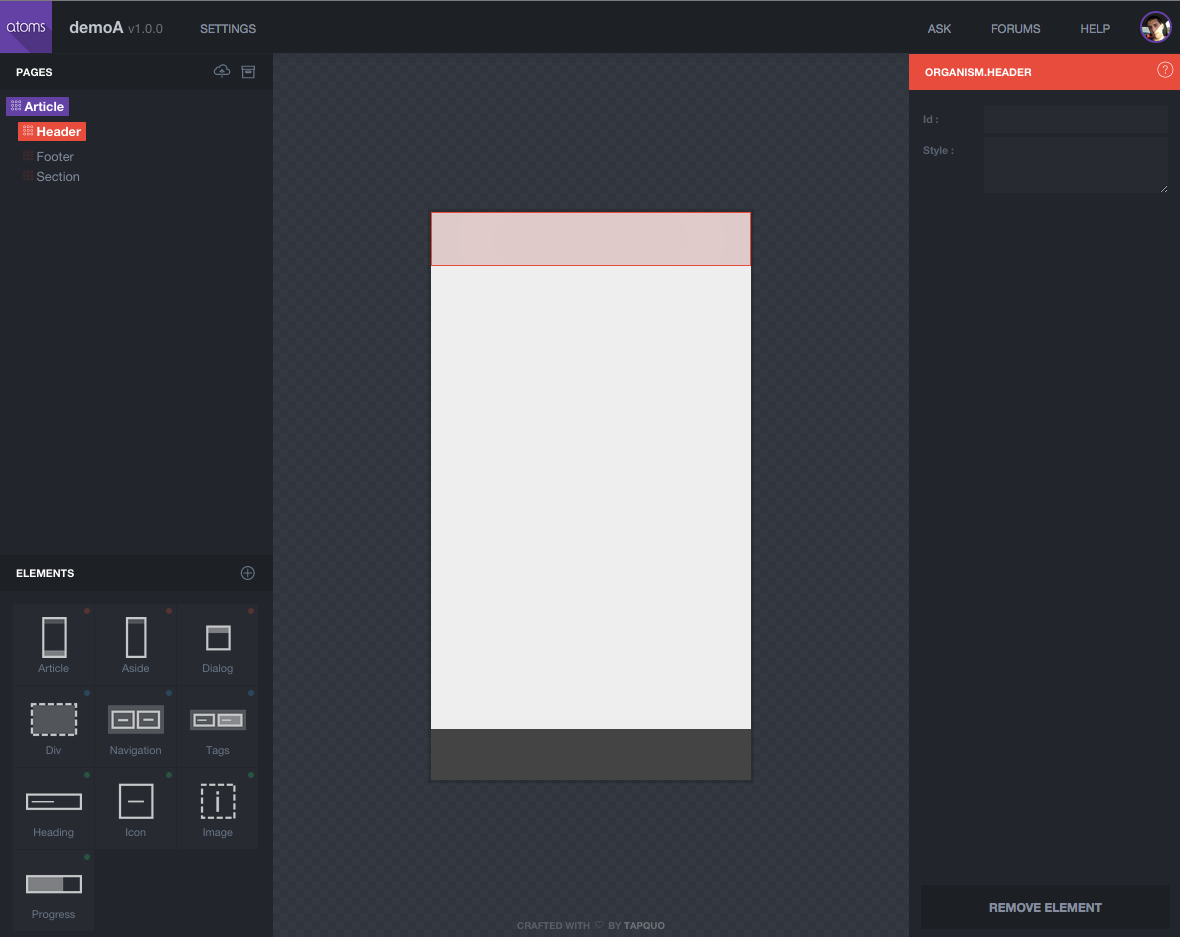 atoms demoA v1.0.0 SETTINGS ASK FORUMS HELP
PAGES
Article
Header
Footer
Section
ELEMENTS
Article Aside Dialog
Div Navigation Tags
Heading Icon Image
Progress
CRAFTED WITH ♡ BY TAPQUO
ORGANISM.HEADER ?
Id :
Style :
REMOVE ELEMENT